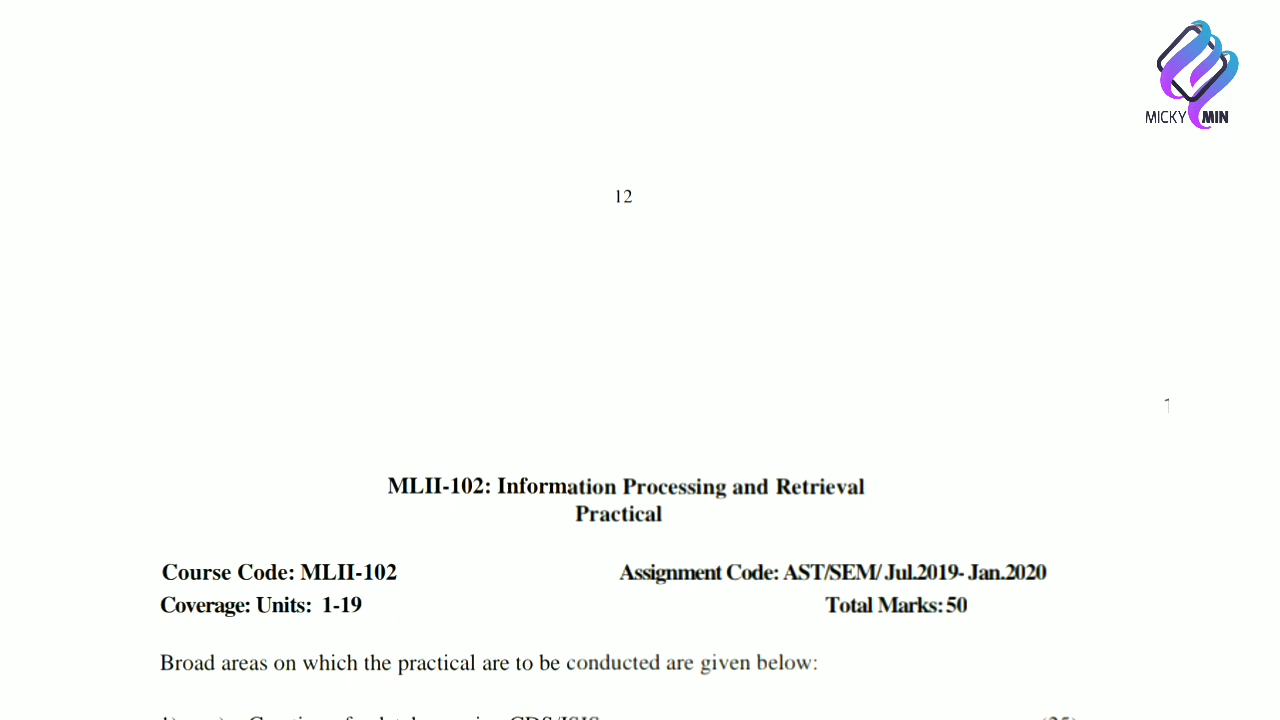 MICKY MIN
12
1
MLII-102: Information Processing and Retrieval
Practical
Course Code: MLII-102 Assignment Code: AST/SEM/ Jul.2019- Jan.2020
Coverage: Units: 1-19 Total Marks: 50
Broad areas on which the practical are to be conducted are given below: